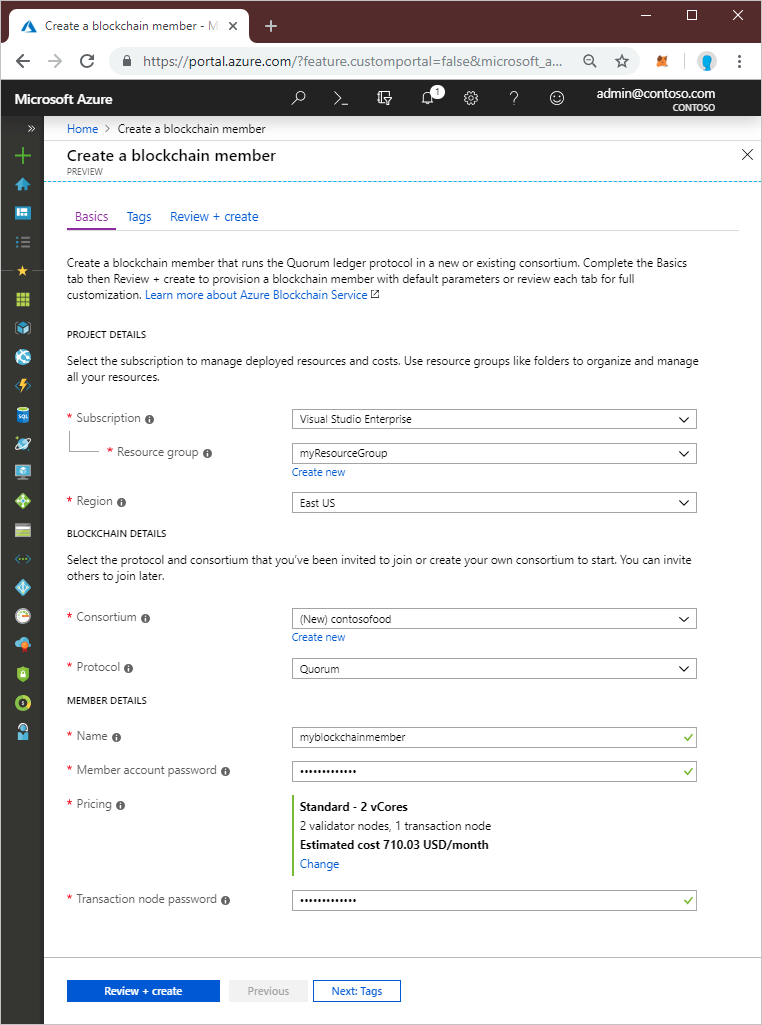 Create a blockchain member - M
https://portal.azure.com/?feature.customportal=false&microsoft_a...
Microsoft Azure
1
admin@contoso.com
CONTOSO
Home > Create a blockchain member
Create a blockchain member
PREVIEW
Basics Tags Review + create
Create a blockchain member that runs the Quorum ledger protocol in a new or existing consortium. Complete the Basics
tab then Review + create to provision a blockchain member with default parameters or review each tab for full
customization. Learn more about Azure Blockchain Service
PROJECT DETAILS
Select the subscription to manage deployed resources and costs. Use resource groups like folders to organize and manage
all your resources.
* Subscription Visual Studio Enterprise
* Resource group myResourceGroup
Create new
* Region East US
BLOCKCHAIN DETAILS
Select the protocol and consortium that you've been invited to join or create your own consortium to start. You can invite
others to join later.
* Consortium (New) contosofood
Create new
* Protocol Quorum
MEMBER DETAILS
* Name myblockchainmember
* Member account password •••••••••••••
* Pricing Standard - 2 vCores
2 validator nodes, 1 transaction node
Estimated cost 710.03 USD/month
Change
* Transaction node password •••••••••••••
Review + create Previous Next: Tags